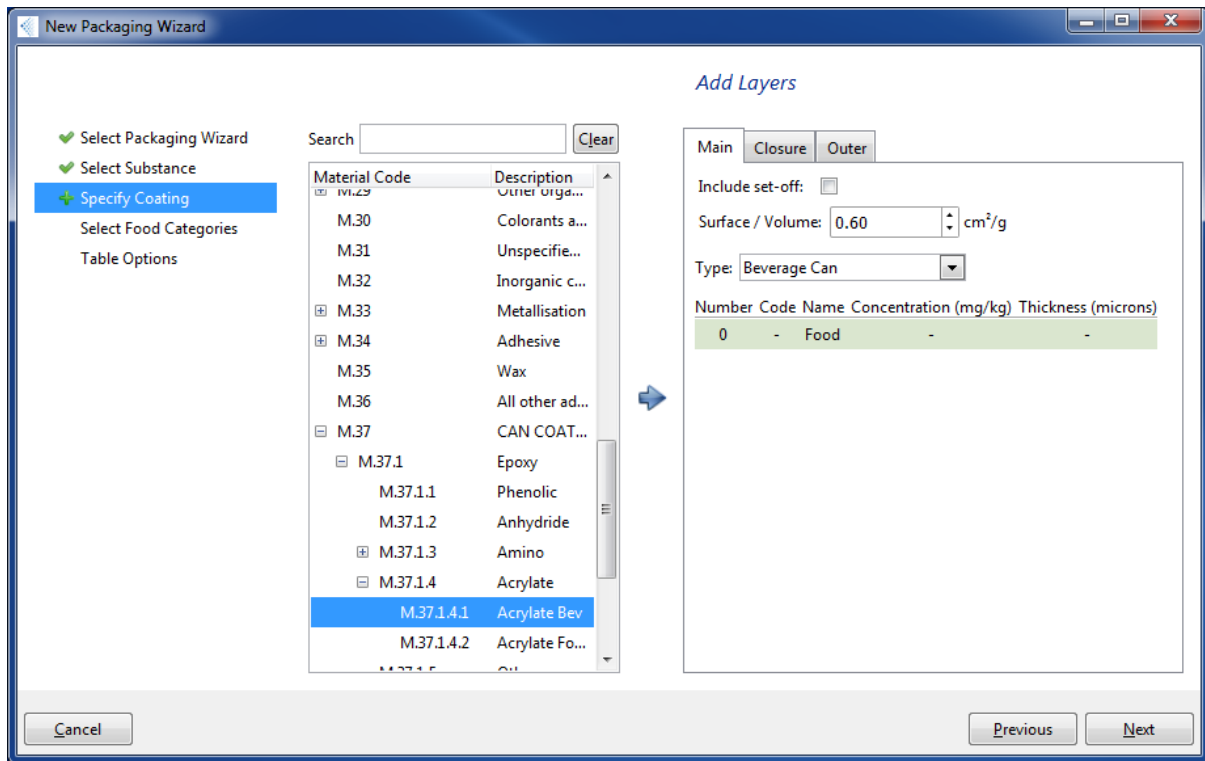 New Packaging Wizard
Add Layers
Select Packaging Wizard
Select Substance
Specify Coating
Select Food Categories
Table Options
Search
Clear
Material Code Description
M.29 Other orga...
M.30 Colorants a...
M.31 Unspecifie...
M.32 Inorganic c...
M.33 Metallisation
M.34 Adhesive
M.35 Wax
M.36 All other ad...
M.37 CAN COAT...
M.37.1 Epoxy
M.37.1.1 Phenolic
M.37.1.2 Anhydride
M.37.1.3 Amino
M.37.1.4 Acrylate
M.37.1.4.1 Acrylate Bev
M.37.1.4.2 Acrylate Fo...
Main Closure Outer
Include set-off:
Surface / Volume: 0.60 cm²/g
Type: Beverage Can
Number Code Name Concentration (mg/kg) Thickness (microns)
0 - Food - -
Cancel
Previous
Next